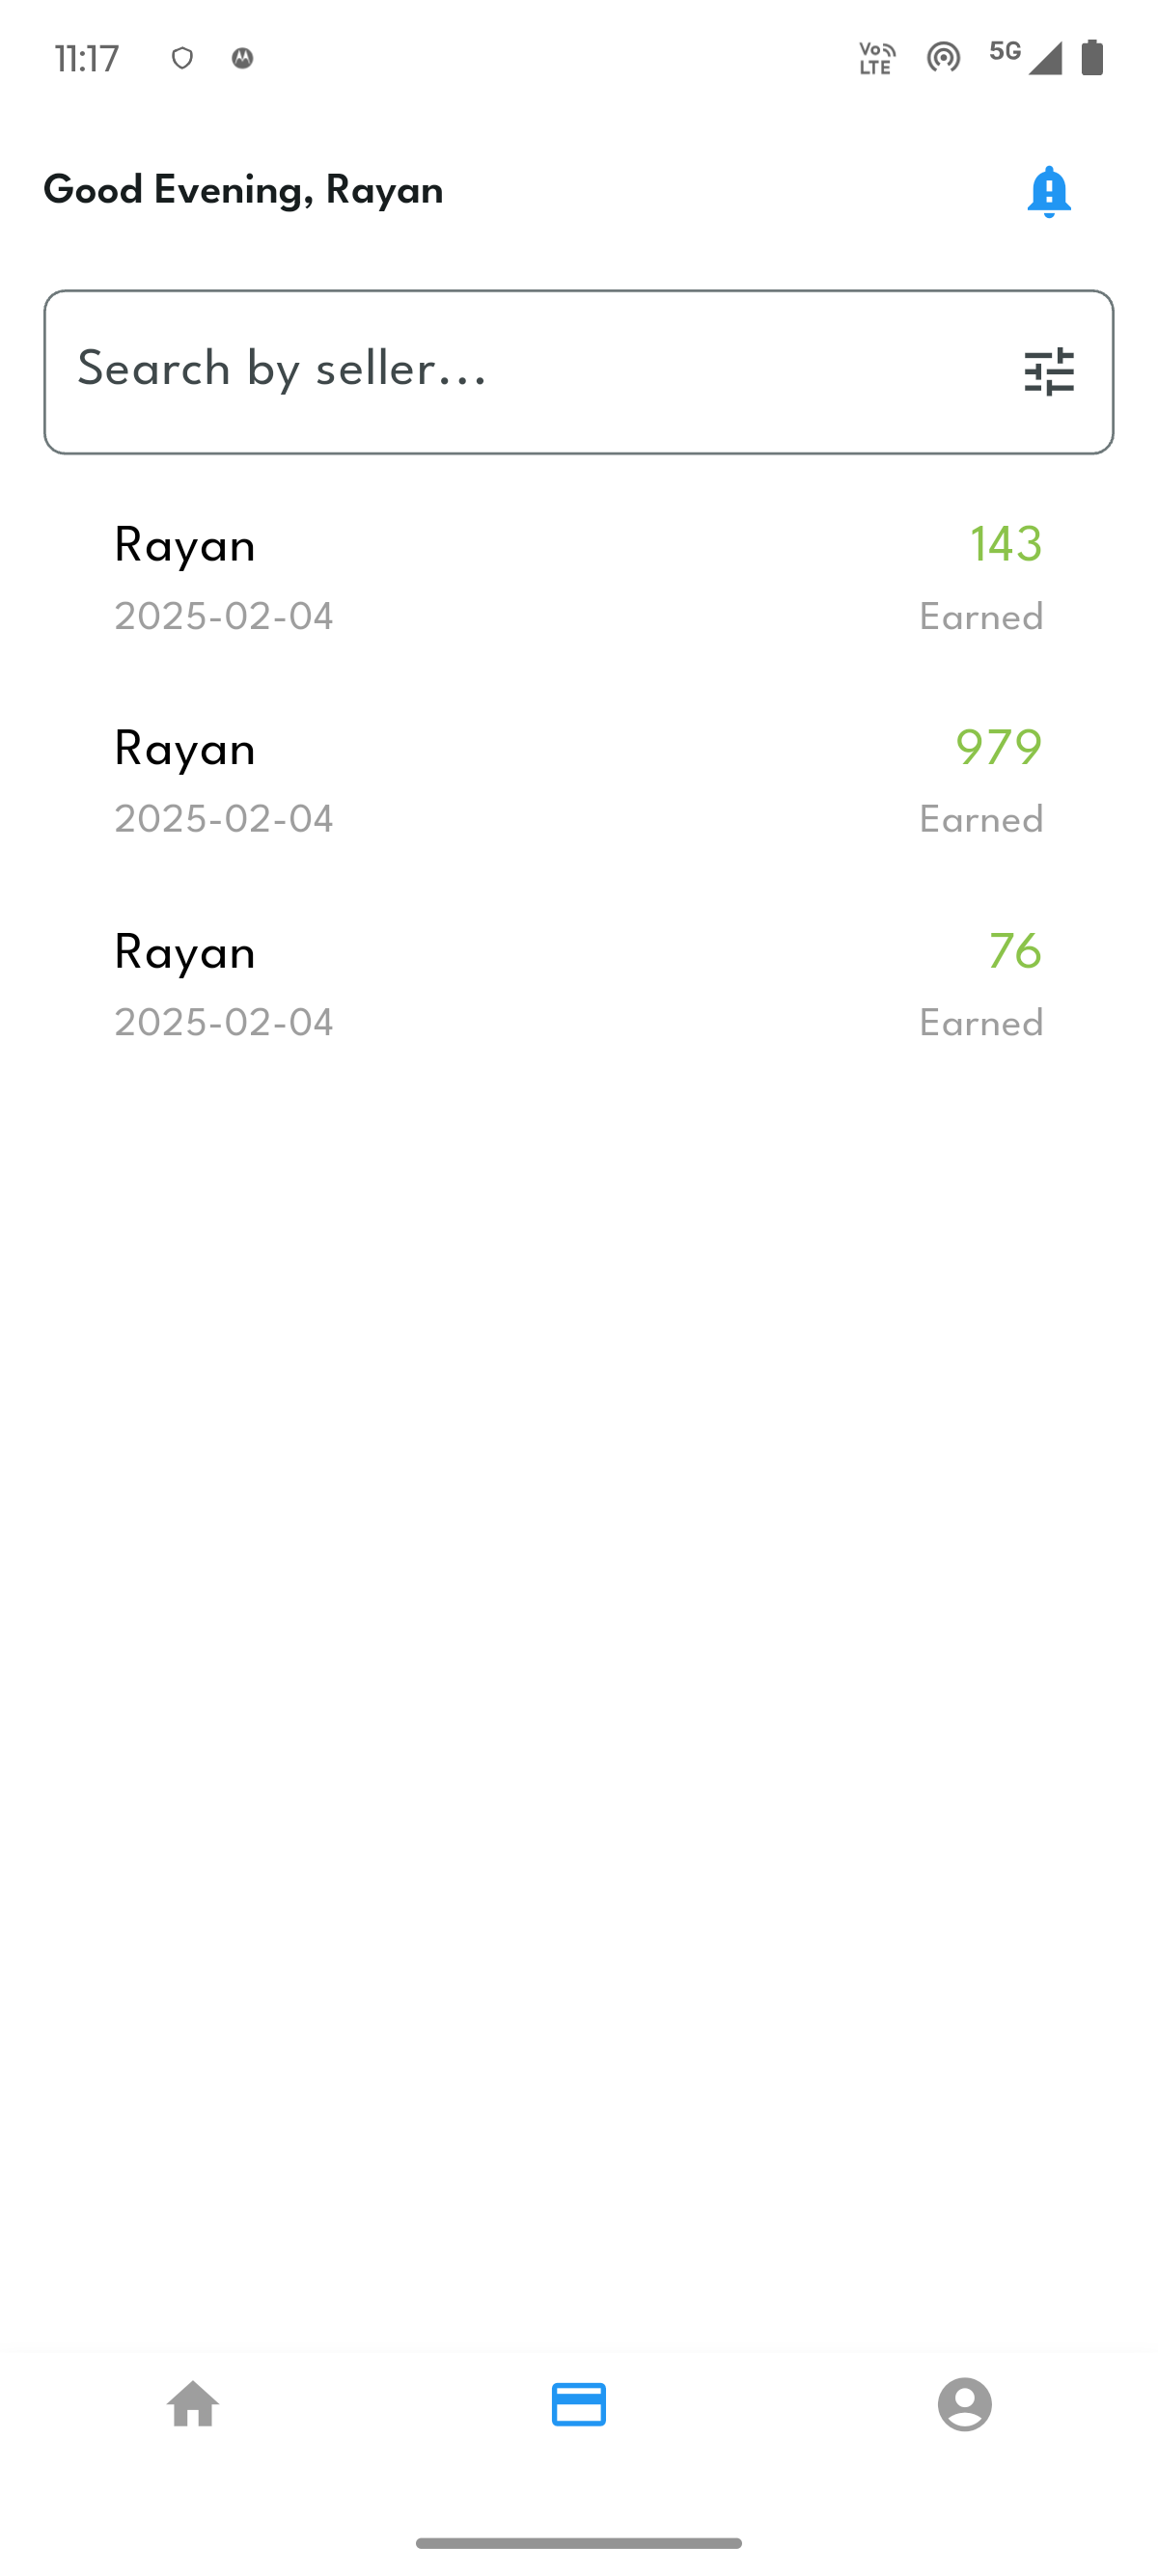 11:17
Vo
LTE
5G
Good Evening, Rayan
Search by seller...
Rayan
143
2025-02-04
Earned
Rayan
979
2025-02-04
Earned
Rayan
76
2025-02-04
Earned